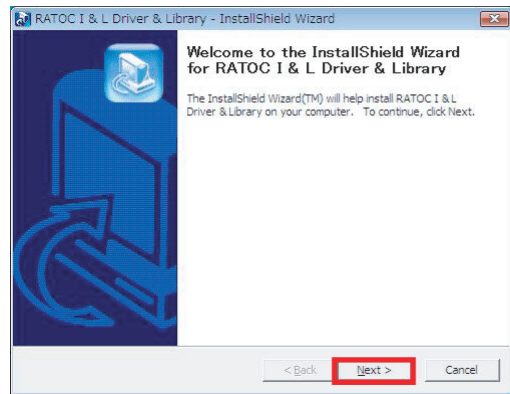 RATOC I & L Driver & Library - InstallShield Wizard
Welcome to the InstallShield Wizard
for RATOC I & L Driver & Library
The InstallShield Wizard(TM) will help install RATOC I & L
Driver & Library on your computer. To continue, click Next.
< Back Next > Cancel